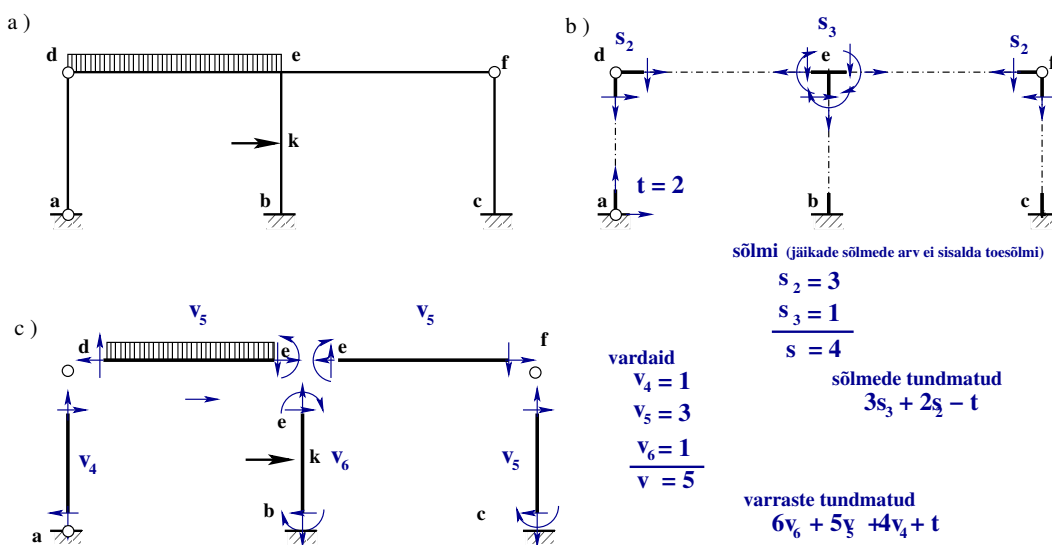 a )
d
e
f
k
a
b
c
b )
s2
s3
s2
d
e
f
t = 2
a
b
c
sõlmi (jäikade sõlmede arv ei sisalda toesõlmi)
s2 = 3
s3 = 1
s = 4
sõlmede tundmatud
3s3 + 2s2 − t
c )
v5
v5
d
e
e
f
vardaid
v4 = 1
v5 = 3
v6 = 1
v = 5
e
v4
k
v6
v5
a
b
c
varraste tundmatud
6v6 + 5v5 +4v4 + t